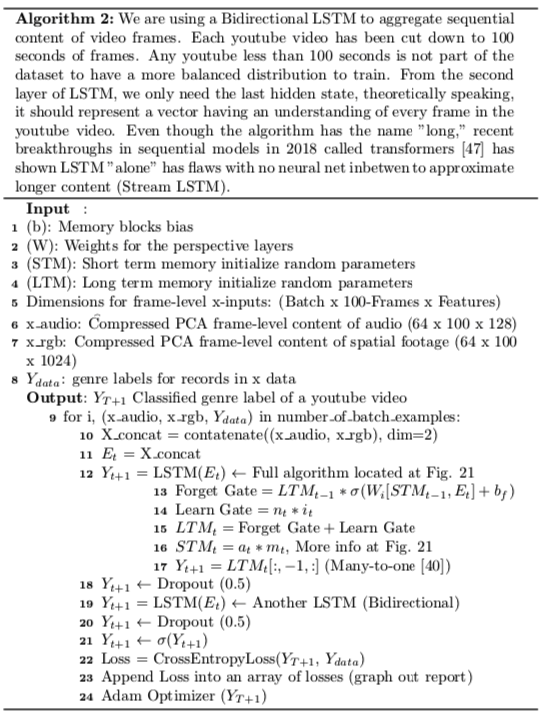 Algorithm 2: We are using a Bidirectional LSTM to aggregate sequential
content of video frames. Each youtube video has been cut down to 100
seconds of frames. Any youtube less than 100 seconds is not part of the
dataset to have a more balanced distribution to train. From the second
layer of LSTM, we only need the last hidden state, theoretically speaking,
it should represent a vector having an understanding of every frame in the
youtube video. Even though the algorithm has the name "long," recent
breakthroughs in sequential models in 2018 called transformers [47] has
shown LSTM "alone" has flaws with no neural net inbetwen to approximate
longer content (Stream LSTM).
Input :
1 (b): Memory blocks bias
2 (W): Weights for the perspective layers
3 (STM): Short term memory initialize random parameters
4 (LTM): Long term memory initialize random parameters
5 Dimensions for frame-level x-inputs: (Batch x 100-Frames x Features)
6 x_audio: Compressed PCA frame-level content of audio (64 x 100 x 128)
7 x_rgb: Compressed PCA frame-level content of spatial footage (64 x 100
x 1024)
8 Y_{data}: genre labels for records in x data
Output: Y_{T+1} Classified genre label of a youtube video
9 for i, (x_audio, x_rgb, Y_{data}) in number_of_batch_examples:
10 X_concat = contatenate((x_audio, x_rgb), dim=2)
11 E_t = X_concat
12 Y_{t+1} = LSTM(E_t) ← Full algorithm located at Fig. 21
13 Forget Gate = LTM_{t−1} * σ(W_i[STM_{t−1}, E_t] + b_f)
14 Learn Gate = n_t * i_t
15 LTM_t = Forget Gate + Learn Gate
16 STM_t = a_t * m_t, More info at Fig. 21
17 Y_{t+1} = LTM_t[:, −1, :] (Many-to-one [40])
18 Y_{t+1} ← Dropout (0.5)
19 Y_{t+1} = LSTM(E_t) ← Another LSTM (Bidirectional)
20 Y_{t+1} ← Dropout (0.5)
21 Y_{t+1} ← σ(Y_{t+1})
22 Loss = CrossEntropyLoss(Y_{T+1}, Y_{data})
23 Append Loss into an array of losses (graph out report)
24 Adam Optimizer (Y_{T+1})